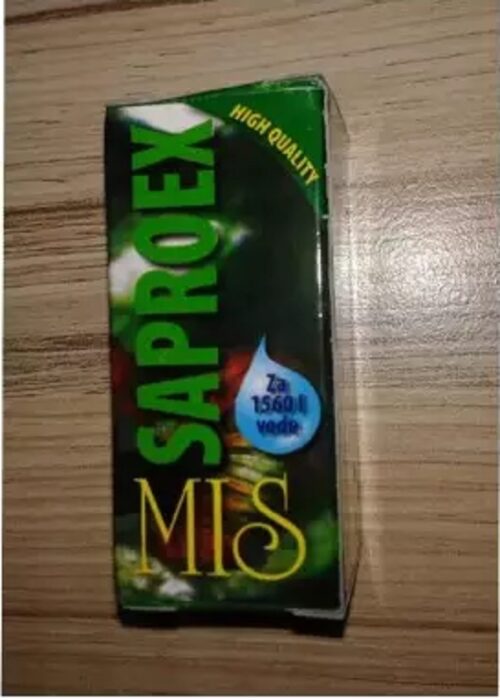 HIGH QUALITY
SAPROEX
Za
1560 l
vode
MIS